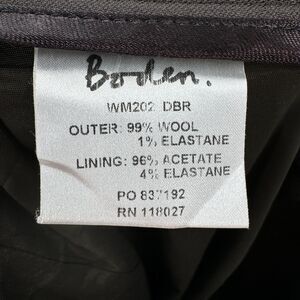 Boden.
WM202 DBR
OUTER: 99% WOOL
1% ELASTANE
LINING: 96% ACETATE
4% ELASTANE
PO 837192
RN 118027